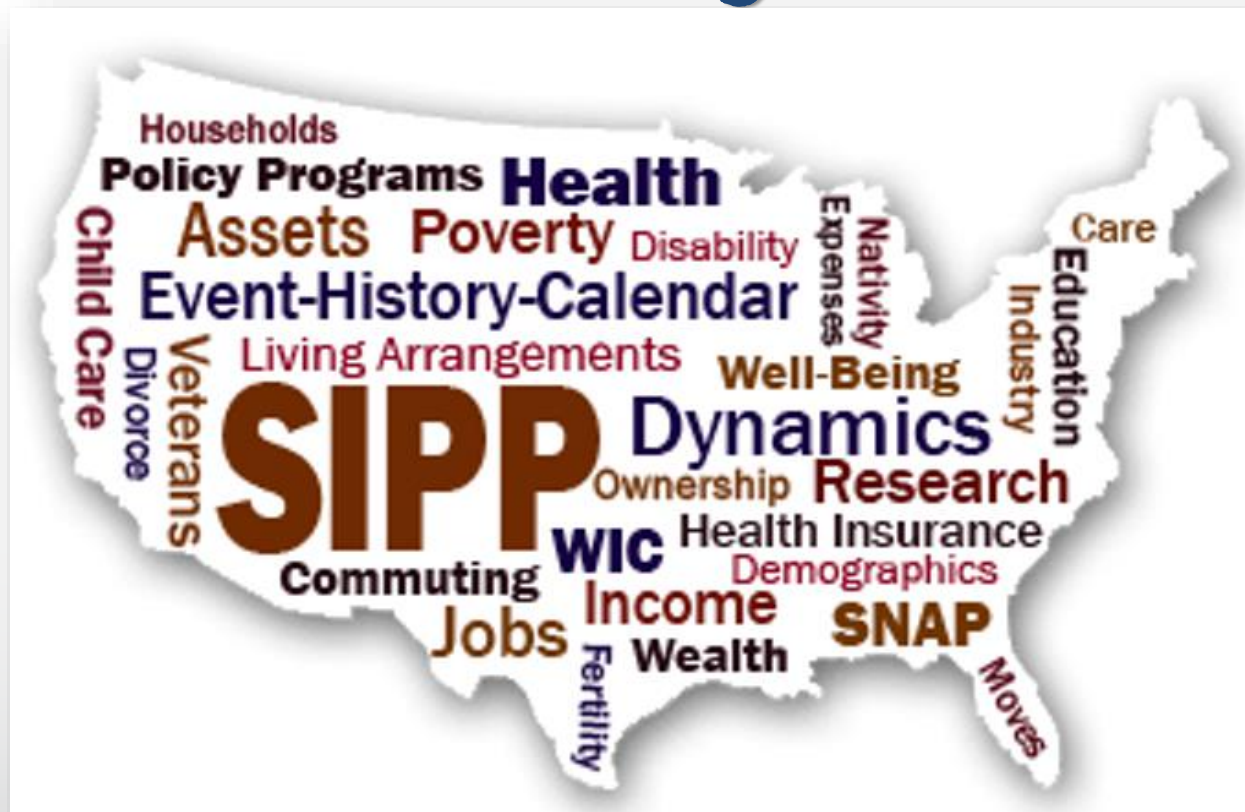 Households
Policy Programs
Health
Assets
Poverty
Disability
Expenses
Nativity
Care
Child Care
Event-History-Calendar
Education
Industry
Divorce
Veterans
Living Arrangements
Well-Being
SIPP
Dynamics
Ownership
Research
WIC
Health Insurance
Commuting
Demographics
Jobs
Income
SNAP
Fertility
Wealth
Moves